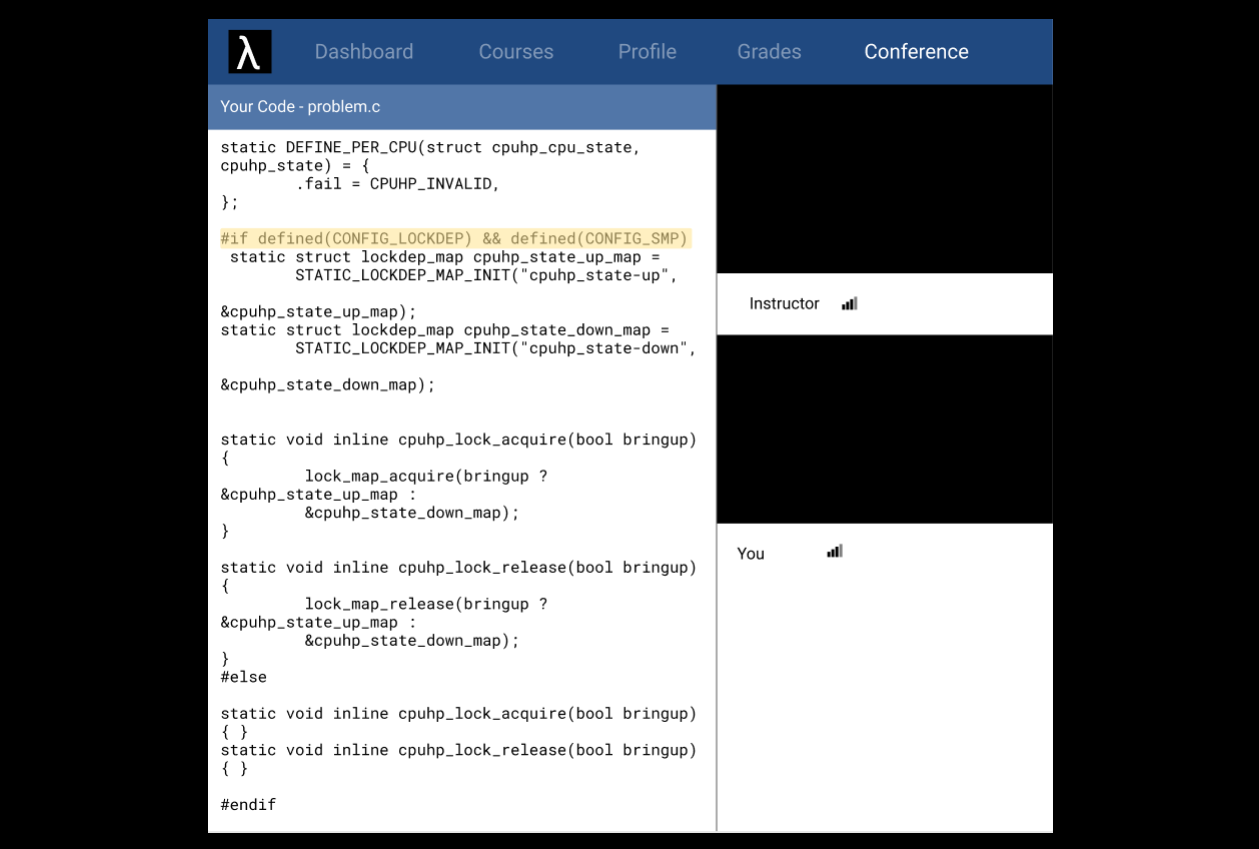 λ Dashboard Courses Profile Grades Conference
Your Code - problem.c
static DEFINE_PER_CPU(struct cpuhp_cpu_state,
cpuhp_state) = {
        .fail = CPUHP_INVALID,
};
#if defined(CONFIG_LOCKDEP) && defined(CONFIG_SMP)
 static struct lockdep_map cpuhp_state_up_map =
        STATIC_LOCKDEP_MAP_INIT("cpuhp_state-up",
&cpuhp_state_up_map);
static struct lockdep_map cpuhp_state_down_map =
        STATIC_LOCKDEP_MAP_INIT("cpuhp_state-down",
&cpuhp_state_down_map);
static void inline cpuhp_lock_acquire(bool bringup)
{
         lock_map_acquire(bringup ?
&cpuhp_state_up_map :
         &cpuhp_state_down_map);
}
static void inline cpuhp_lock_release(bool bringup)
{
         lock_map_release(bringup ?
&cpuhp_state_up_map :
         &cpuhp_state_down_map);
}
#else
static void inline cpuhp_lock_acquire(bool bringup)
{ }
static void inline cpuhp_lock_release(bool bringup)
{ }
#endif
Instructor
You